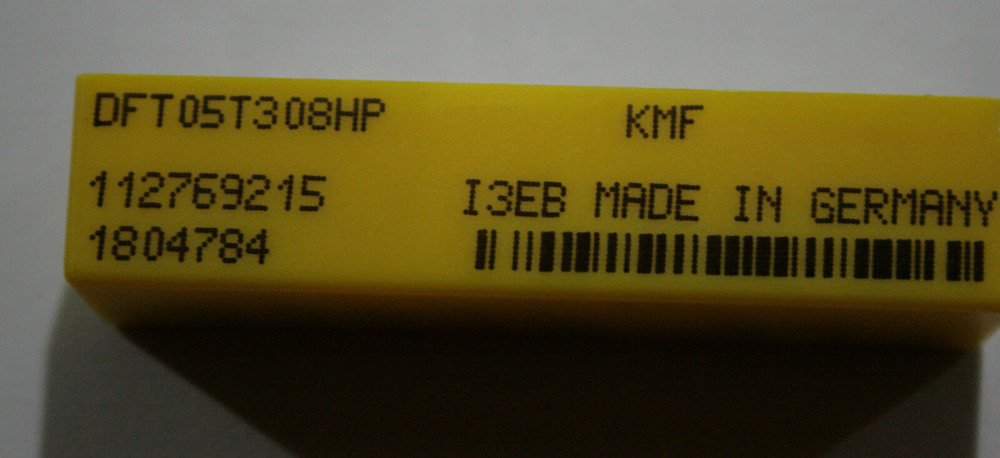 DFT05T308HP KMF
112769215
I3EB MADE IN GERMANY
1804784